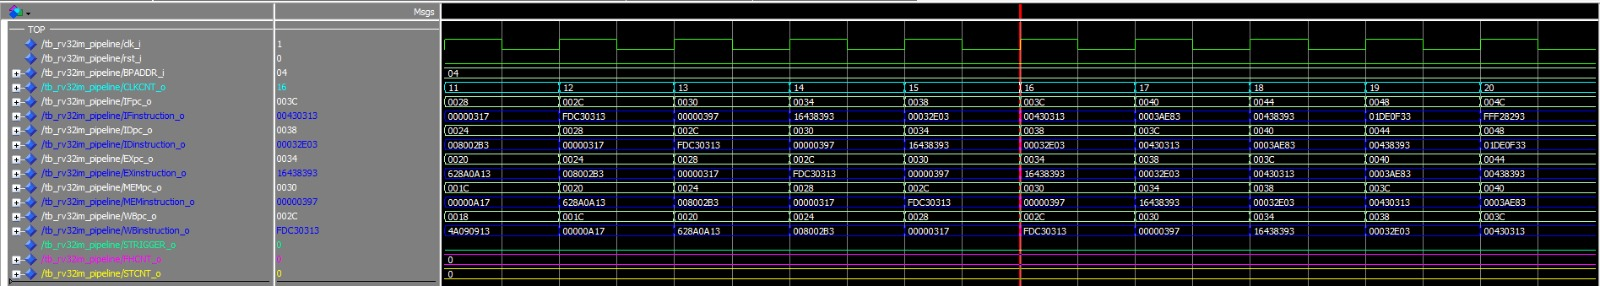 Msgs
TOP
/tb_rv32im_pipeline/clk_i 1
/tb_rv32im_pipeline/rst_i 0
/tb_rv32im_pipeline/BPADDR_i 04 04
/tb_rv32im_pipeline/CLKCNT_o 16 11 12 13 14 15 16 17 18 19 20
/tb_rv32im_pipeline/IFpc_o 003C 0028 002C 0030 0034 0038 003C 0040 0044 0048 004C
/tb_rv32im_pipeline/IFinstruction_o 00430313 00000317 FDC30313 00000397 16438393 00032E03 00430313 0003AE83 00438393 01DE0F33 FFF28293
/tb_rv32im_pipeline/IDpc_o 0038 0024 0028 002C 0030 0034 0038 003C 0040 0044 0048
/tb_rv32im_pipeline/IDinstruction_o 00032E03 008002B3 00000317 FDC30313 00000397 16438393 00032E03 00430313 0003AE83 00438393 01DE0F33
/tb_rv32im_pipeline/EXpc_o 0034 0020 0024 0028 002C 0030 0034 0038 003C 0040 0044
/tb_rv32im_pipeline/EXinstruction_o 16438393 628A0A13 008002B3 00000317 FDC30313 00000397 16438393 00032E03 00430313 0003AE83 00438393
/tb_rv32im_pipeline/MEMpc_o 0030 001C 0020 0024 0028 002C 0030 0034 0038 003C 0040
/tb_rv32im_pipeline/MEMinstruction_o 00000397 00000A17 628A0A13 008002B3 00000317 FDC30313 00000397 16438393 00032E03 00430313 0003AE83
/tb_rv32im_pipeline/WBpc_o 002C 0018 001C 0020 0024 0028 002C 0030 0034 0038 003C
/tb_rv32im_pipeline/WBinstruction_o FDC30313 4A090913 00000A17 628A0A13 008002B3 00000317 FDC30313 00000397 16438393 00032E03 00430313
/tb_rv32im_pipeline/STRIGGER_o 0
/tb_rv32im_pipeline/FHCNT_o 0 0
/tb_rv32im_pipeline/STCNT_o 0 0